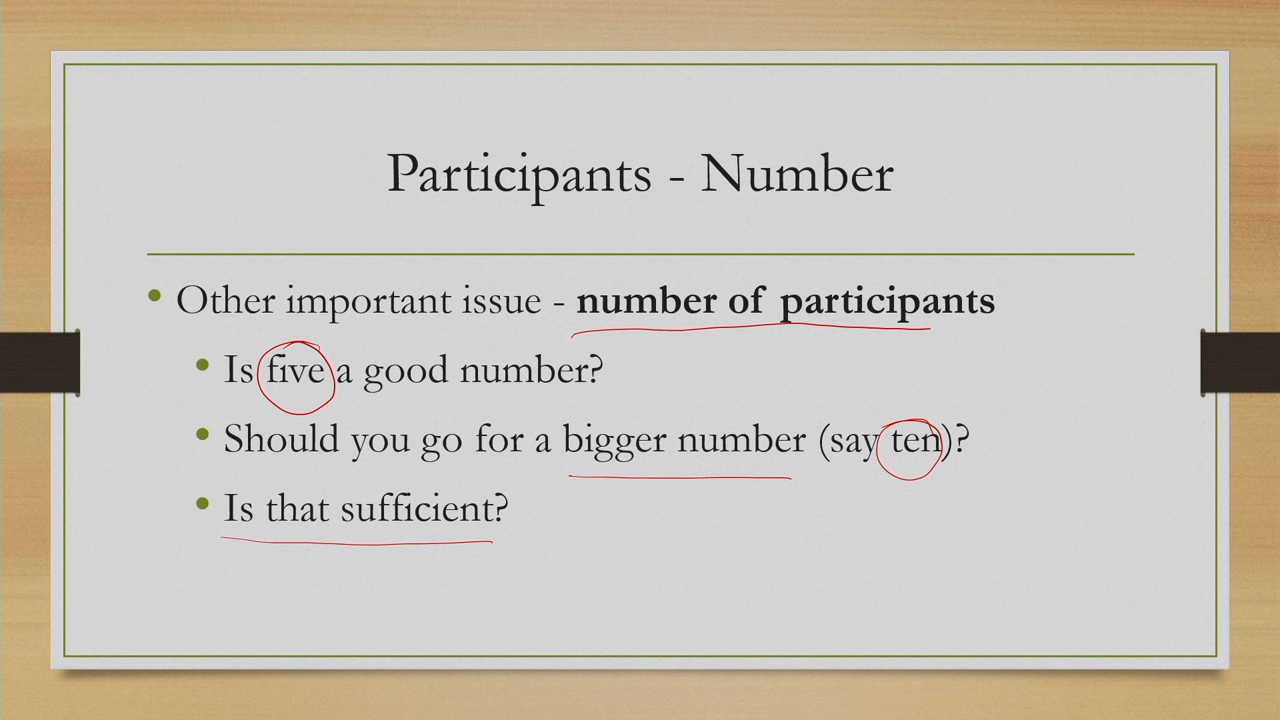 Participants - Number
Other important issue - number of participants
Is five a good number?
Should you go for a bigger number (say ten)?
Is that sufficient?